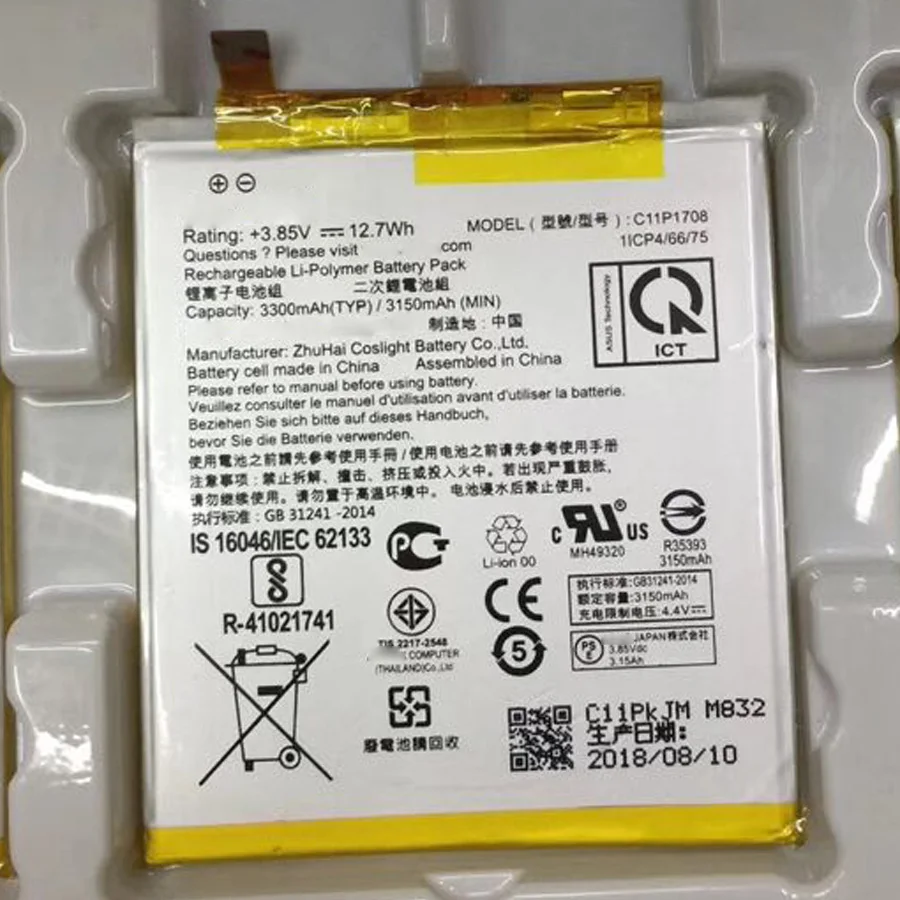 Rating: +3.85V ⎓ 12.7Wh
MODEL ( 型號/型号 ) : C11P1708
1ICP4/66/75
Questions ? Please visit com
Rechargeable Li-Polymer Battery Pack
锂离子电池组 二次鋰電池組
Capacity: 3300mAh(TYP) / 3150mAh (MIN)
制造地: 中国
ASUS Technology
ICT
Manufacturer: ZhuHai Coslight Battery Co.,Ltd.
Battery cell made in China Assembled in China
Please refer to manual before using battery.
Veuillez consulter le manuel d'utilisation avant d'utiliser la batterie.
Beziehen Sie sich bitte auf dieses Handbuch,
bevor Sie die Batterie verwenden.
使用電池之前請先參考使用手冊 / 使用电池之前请先参考使用手册
注意事项 : 禁止拆解、撞击、挤压或投入火中。若出现严重鼓胀,
请勿继续使用。请勿置于高温环境中。 电池浸水后禁止使用。
执行标准 : GB 31241 -2014
IS 16046/IEC 62133
R-41021741
PCT
Li-ion 00
c RU ® US
MH49320
R35393
3150mAh
TIS 2217-2548
COMPUTER
(THAILAND)Co.,Ltd
CE
5
执行标准:GB31241-2014
额定容量:3150mAh
充电限制电压: 4.4V⎓
PS E
JAPAN株式会社
3.85Vdc
3.15Ah
廢電池請回收
C11PkJM M832
生产日期:
2018/08/10